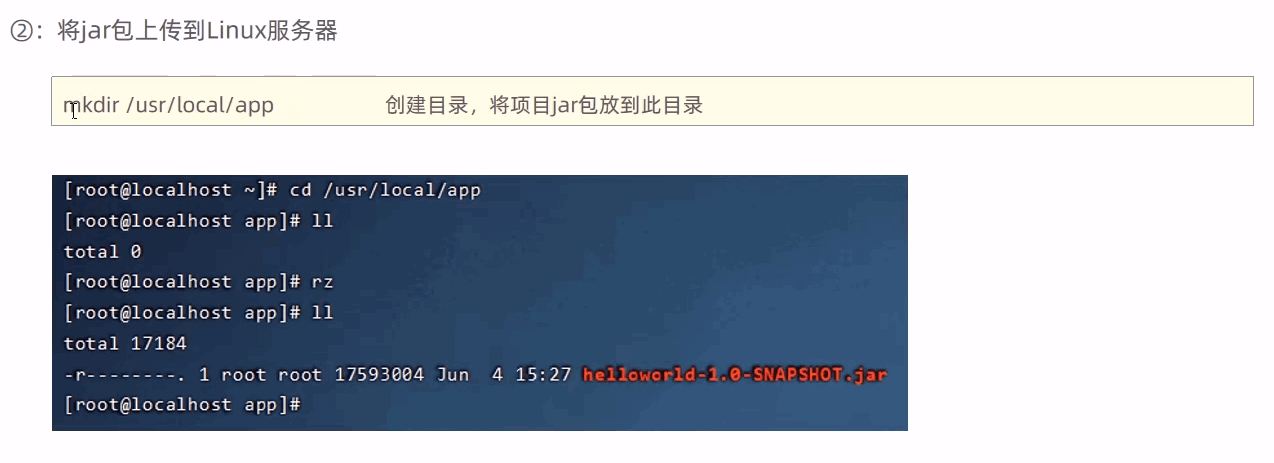 ②：将jar包上传到Linux服务器
mkdir /usr/local/app 创建目录，将项目jar包放到此目录
[root@localhost ~]# cd /usr/local/app
[root@localhost app]# ll
total 0
[root@localhost app]# rz
[root@localhost app]# ll
total 17184
-r--------. 1 root root 17593004 Jun  4 15:27 helloworld-1.0-SNAPSHOT.jar
[root@localhost app]#